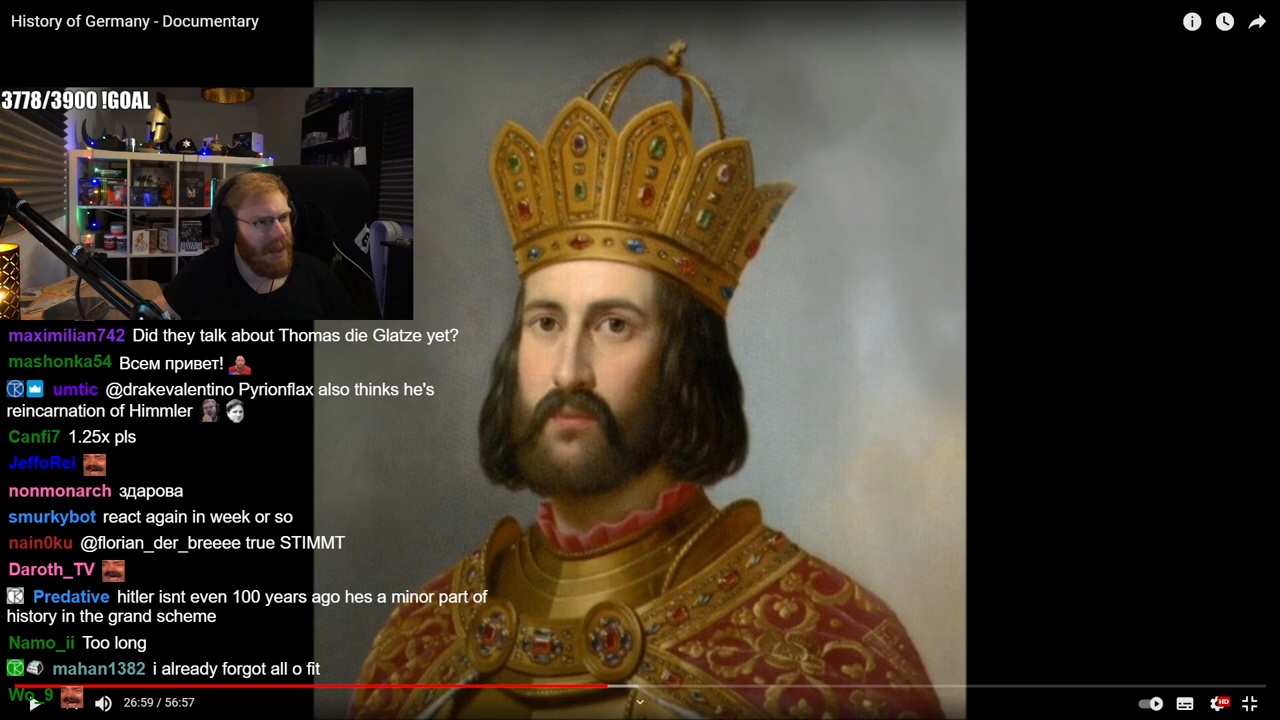 History of Germany - Documentary
3778/3900 !GOAL
maximilian742 Did they talk about Thomas die Glatze yet?
mashonka54 Всем привет!
umtic @drakevalentino Pyrionflax also thinks he's
reincarnation of Himmler
Canfi7 1.25x pls
JeffoRei
nonmonarch здарова
smurkybot react again in week or so
nain0ku @florian_der_breeee true STIMMT
Daroth_TV
Predative hitler isnt even 100 years ago hes a minor part of
history in the grand scheme
Namo_ii Too long
mahan1382 i already forgot all o fit
Wo_9
26:59 / 56:57
HD